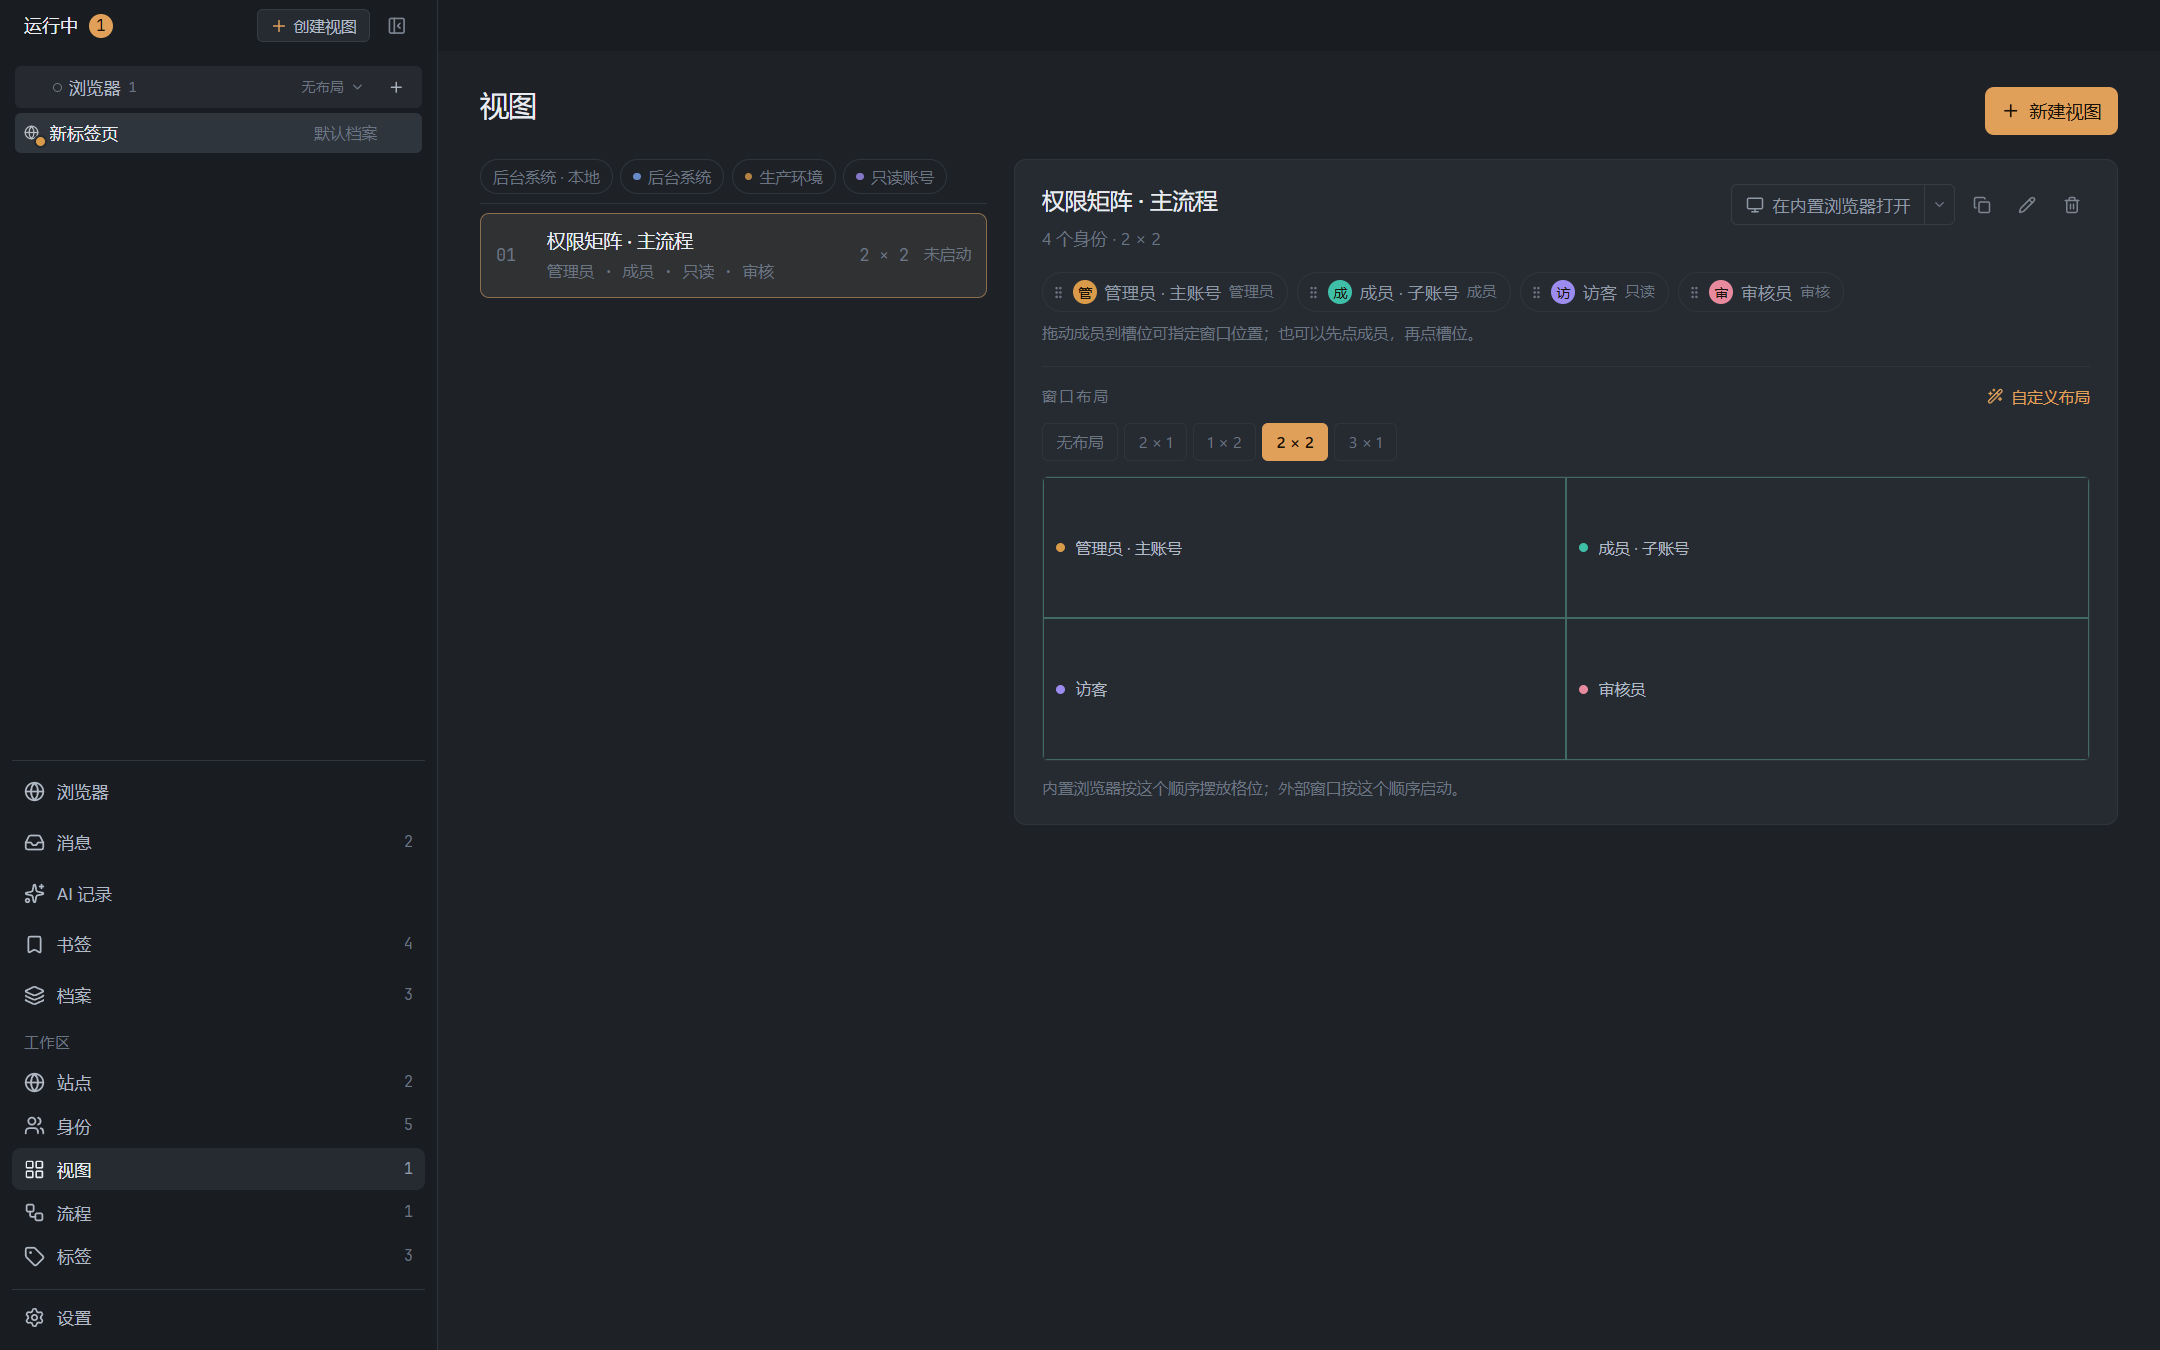 运行中 1
创建视图
浏览器 1 无布局
新标签页 默认档案
浏览器
消息 2
AI 记录
书签 4
档案 3
工作区
站点 2
身份 5
视图 1
流程 1
标签 3
设置
视图
新建视图
后台系统 · 本地 后台系统 生产环境 只读账号
01 权限矩阵 · 主流程 2 × 2 未启动
管理员 · 成员 · 只读 · 审核
权限矩阵 · 主流程
4 个身份 · 2 × 2
在内置浏览器打开
管 管理员 · 主账号 管理员 成 成员 · 子账号 成员 访 访客 只读 审 审核员 审核
拖动成员到槽位可指定窗口位置；也可以先点成员，再点槽位。
窗口布局 自定义布局
无布局 2 × 1 1 × 2 2 × 2 3 × 1
管理员 · 主账号 成员 · 子账号
访客 审核员
内置浏览器按这个顺序摆放格位；外部窗口按这个顺序启动。